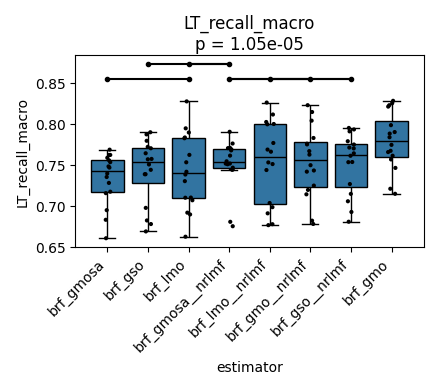 LT_recall_macro
p = 1.05e-05
LT_recall_macro
0.85
0.80
0.75
0.70
0.65
brf_gmosa
brf_gso
brf_lmo
brf_gmosa__nrlmf
brf_lmo__nrlmf
brf_gmo__nrlmf
brf_gso__nrlmf
brf_gmo
estimator